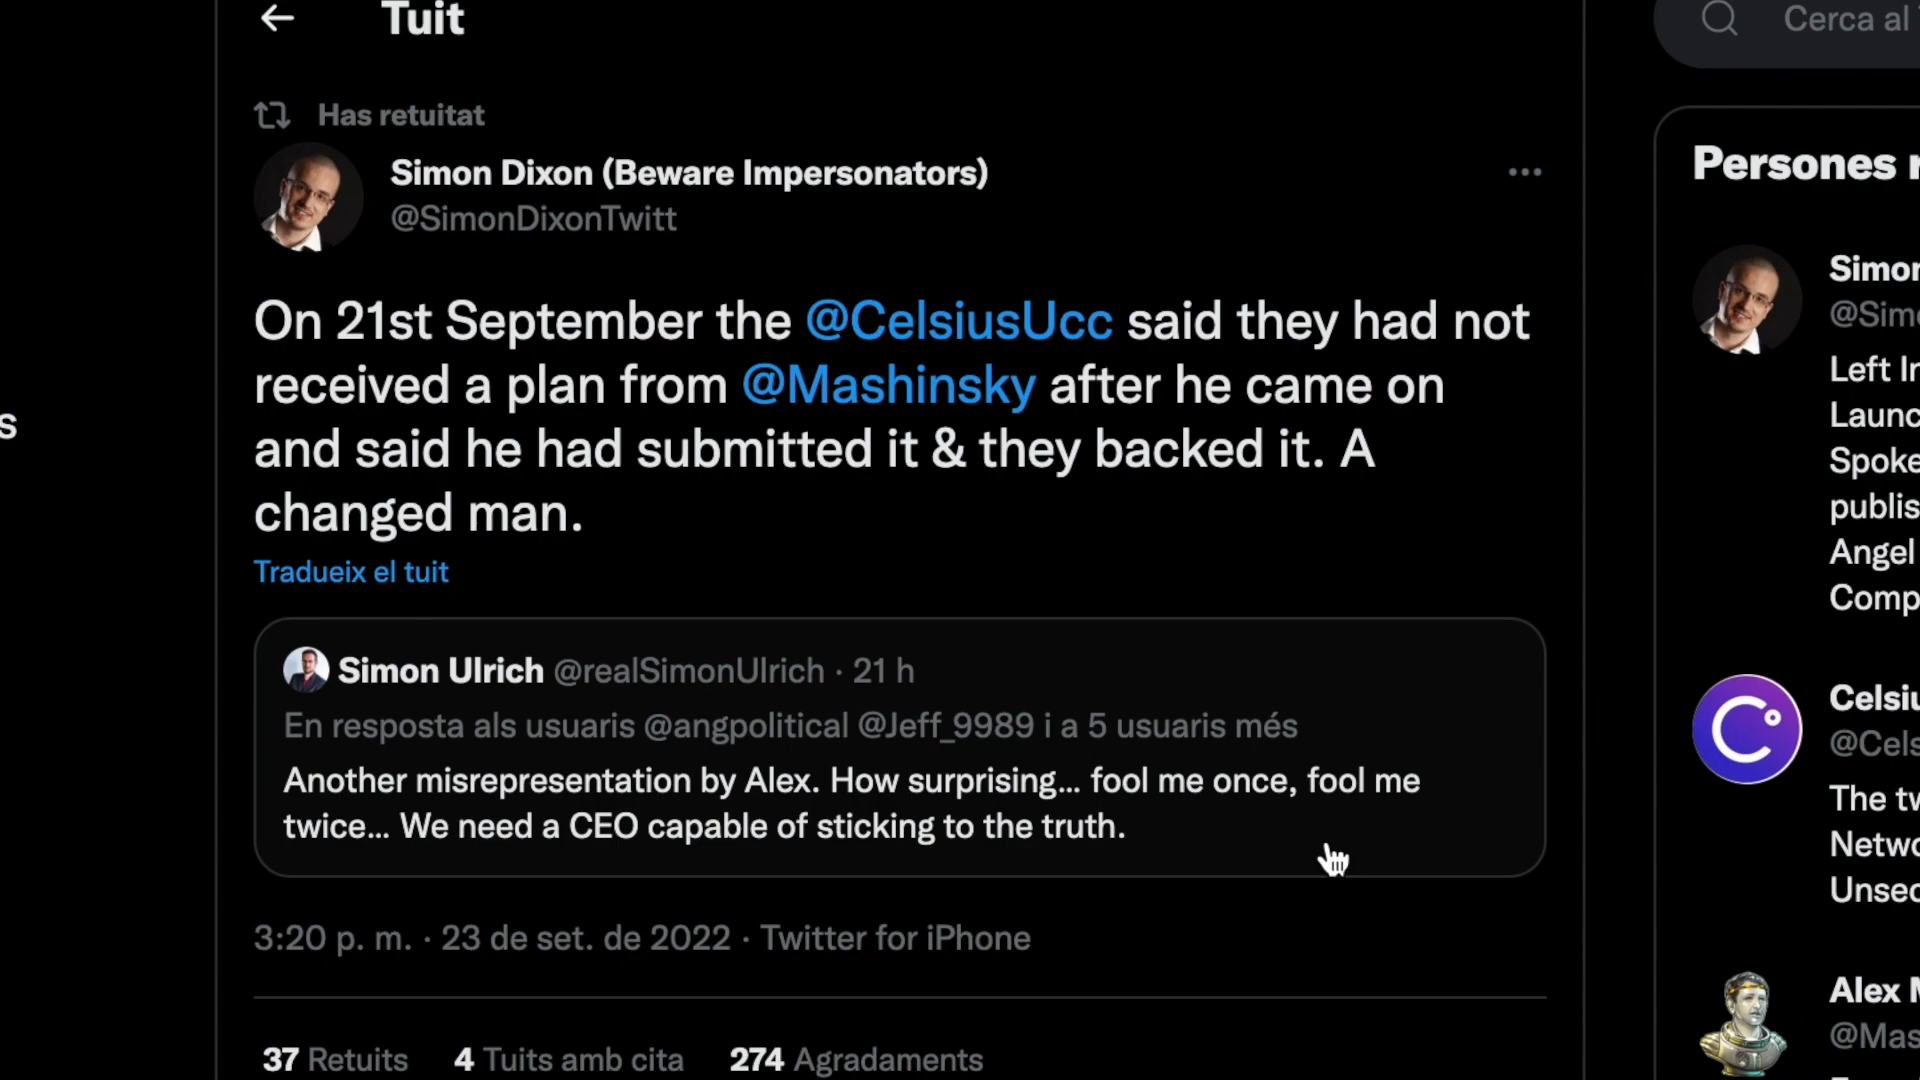 Tuit
Cerca al
Has retuitat
Simon Dixon (Beware Impersonators)
@SimonDixonTwitt
On 21st September the @CelsiusUcc said they had not
received a plan from @Mashinsky after he came on
and said he had submitted it & they backed it. A
changed man.
Tradueix el tuit
Simon Ulrich @realSimonUlrich · 21 h
En resposta als usuaris @angpolitical @Jeff_9989 i a 5 usuaris més
Another misrepresentation by Alex. How surprising... fool me once, fool me
twice... We need a CEO capable of sticking to the truth.
3:20 p. m. · 23 de set. de 2022 · Twitter for iPhone
37 Retuits 4 Tuits amb cita 274 Agradaments
s
Persones r
Simon
@Simo
Left In
Launc
Spoke
publis
Angel
Comp
Celsiu
@Cels
The tw
Netwo
Unsec
Alex M
@Mas